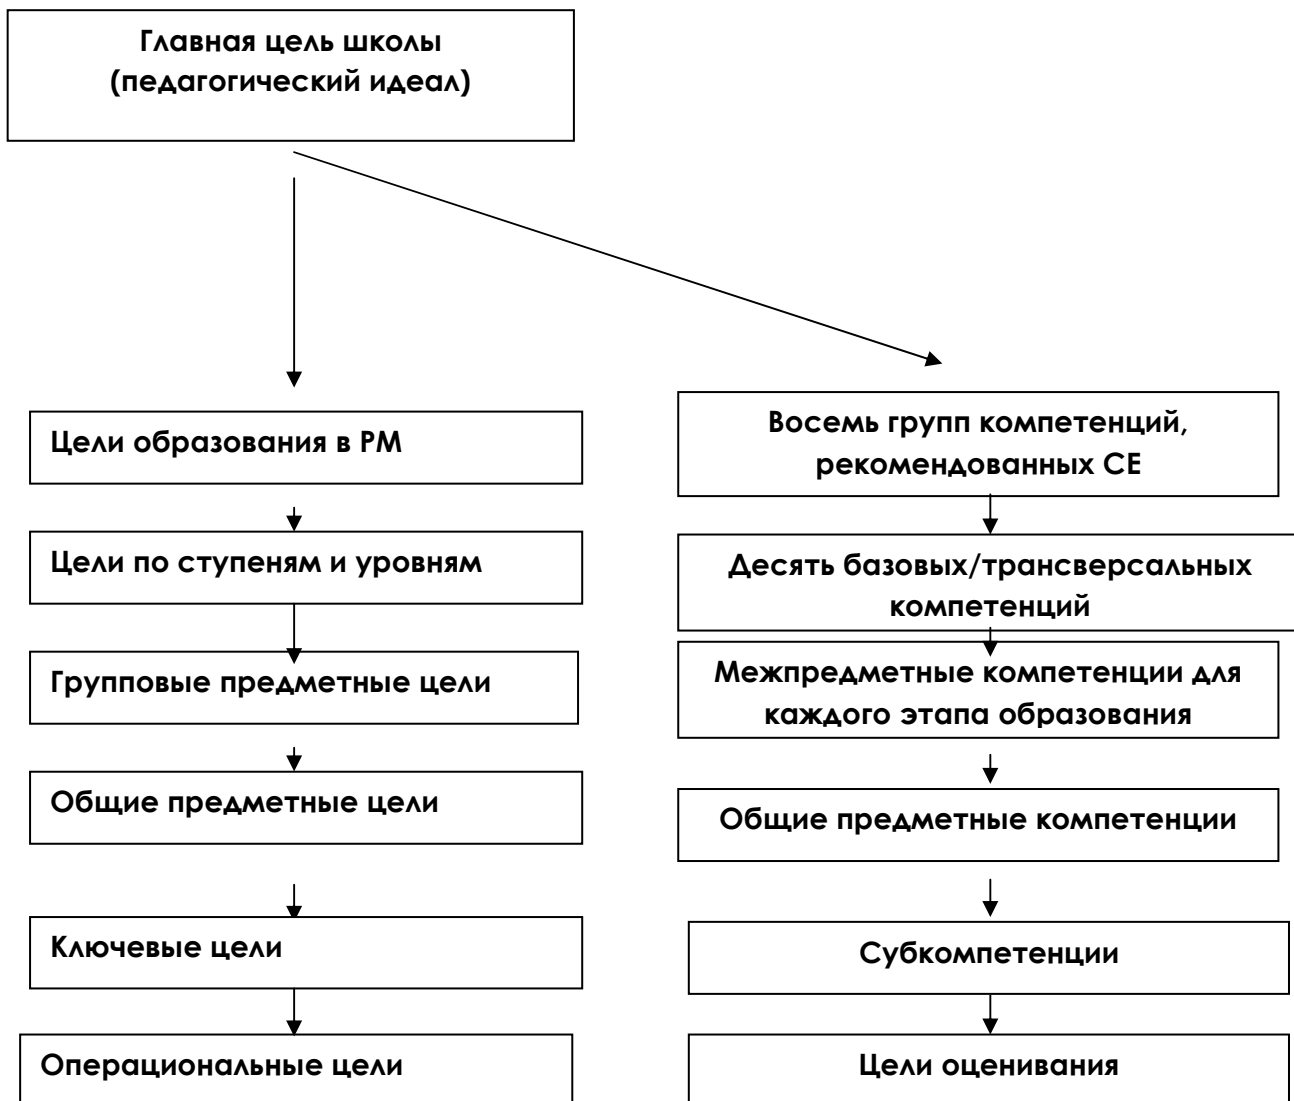 Главная цель школы
(педагогический идеал)
Цели образования в РМ
Цели по ступеням и уровням
Групповые предметные цели
Общие предметные цели
Ключевые цели
Операциональные цели
Восемь групп компетенций,
рекомендованных СЕ
Десять базовых/трансверсальных
компетенций
Межпредметные компетенции для
каждого этапа образования
Общие предметные компетенции
Субкомпетенции
Цели оценивания